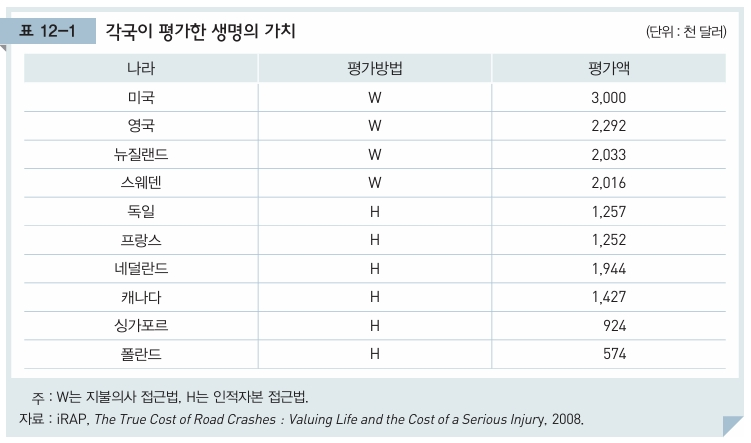 표 12-1 각국이 평가한 생명의 가치 (단위 : 천 달러)
나라 평가방법 평가액
미국 W 3,000
영국 W 2,292
뉴질랜드 W 2,033
스웨덴 W 2,016
독일 H 1,257
프랑스 H 1,252
네덜란드 H 1,944
캐나다 H 1,427
싱가포르 H 924
폴란드 H 574
주 : W는 지불의사 접근법, H는 인적자본 접근법.
자료 : iRAP, The True Cost of Road Crashes : Valuing Life and the Cost of a Serious Injury, 2008.